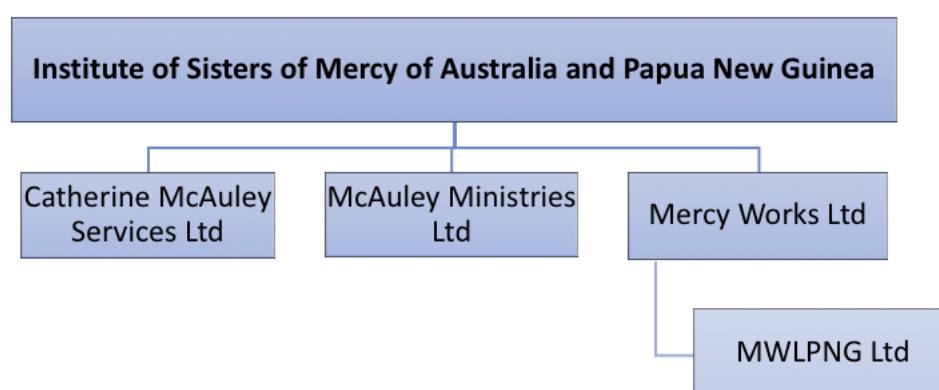 Institute of Sisters of Mercy of Australia and Papua New Guinea
Catherine McAuley
Services Ltd
McAuley Ministries
Ltd
Mercy Works Ltd
MWLPNG Ltd